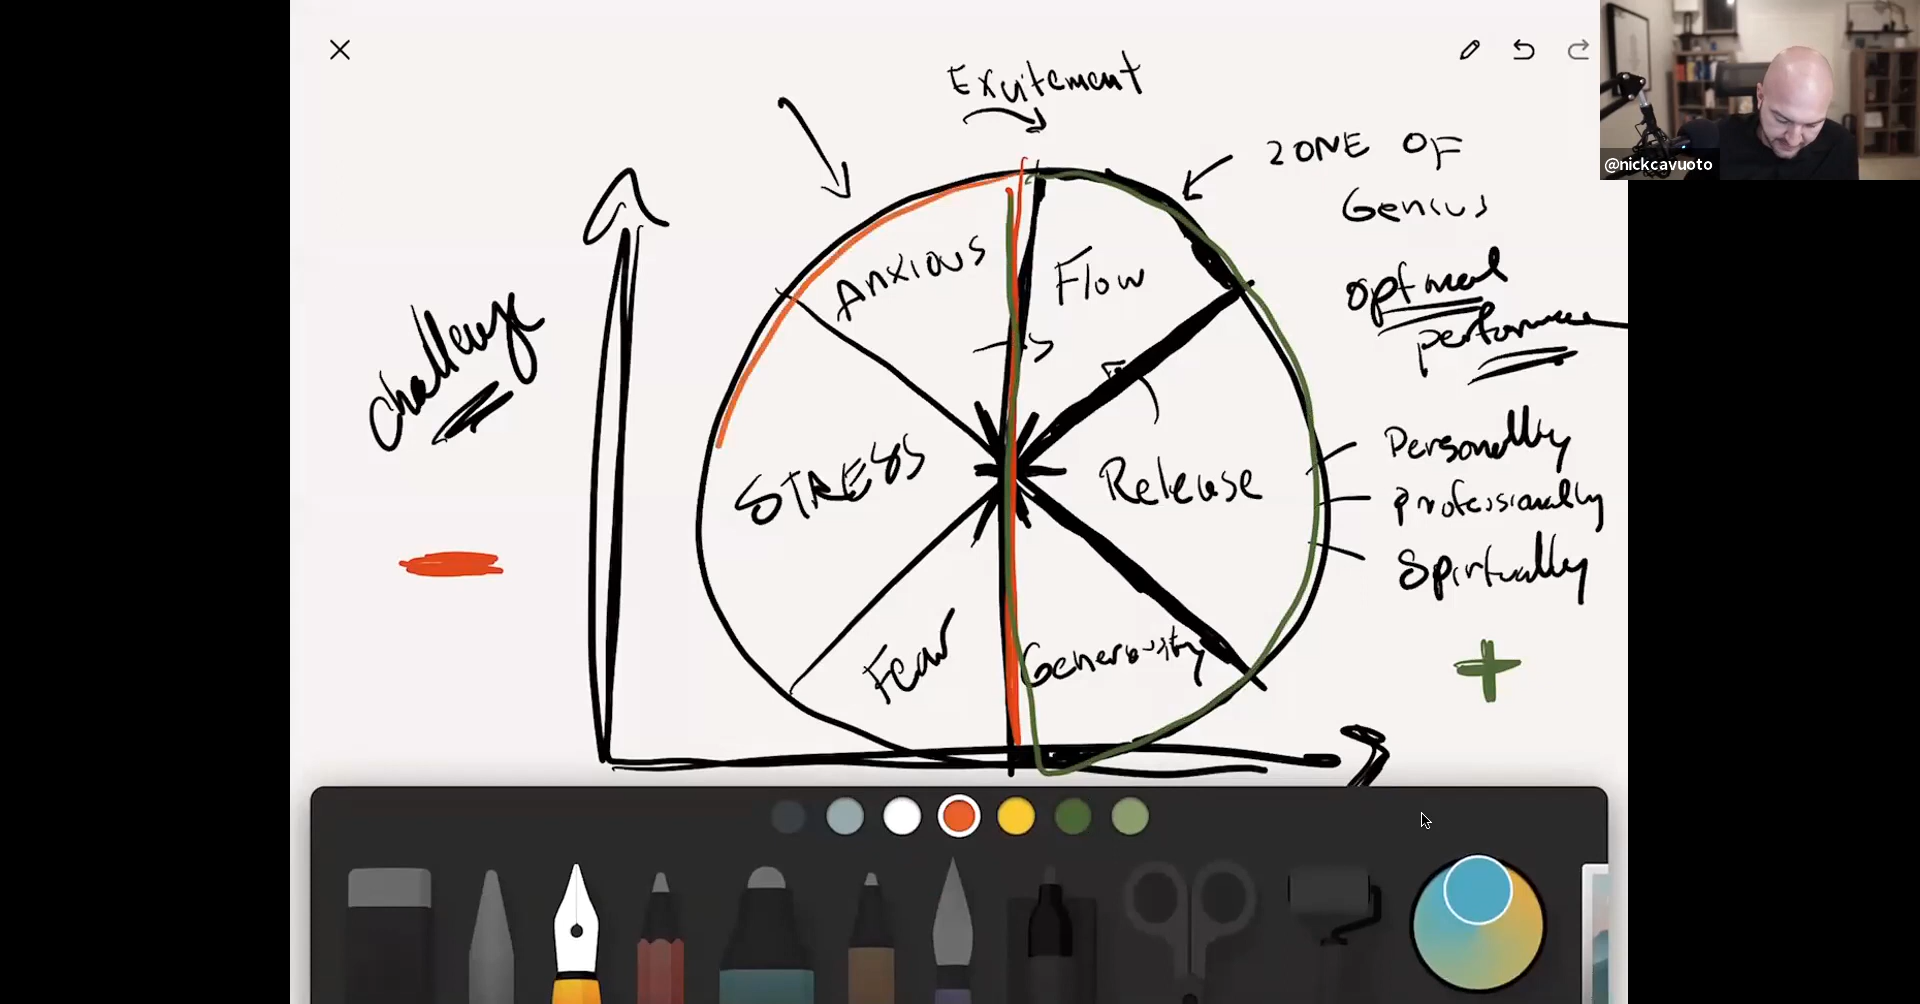 Excitement
@nickcavuoto
ZONE OF
Genius
Anxious
Flow
optimal
performance
challenge
Personally
STRESS
Release
professionally
Spiritually
Fear
Generosity